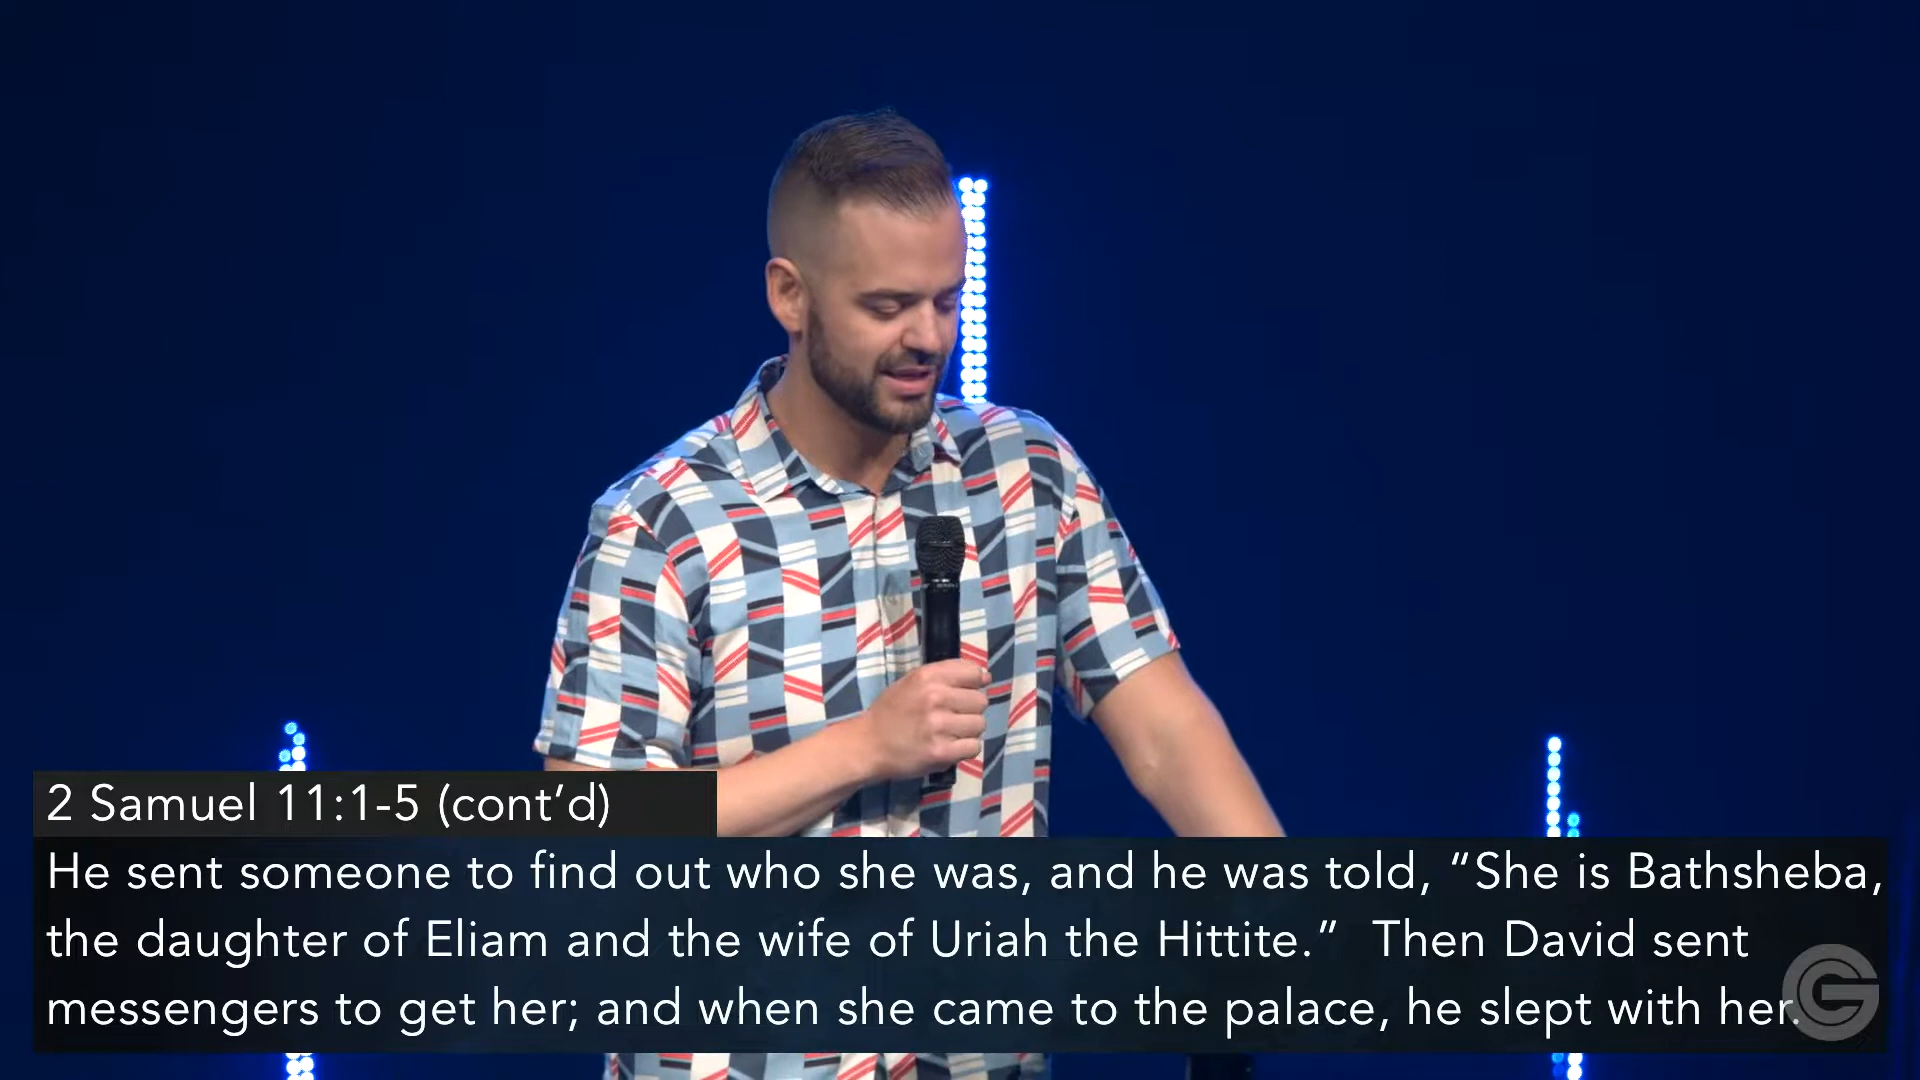 2 Samuel 11:1-5 (cont’d)
He sent someone to find out who she was, and he was told, “She is Bathsheba,
the daughter of Eliam and the wife of Uriah the Hittite.”  Then David sent
messengers to get her; and when she came to the palace, he slept with her.